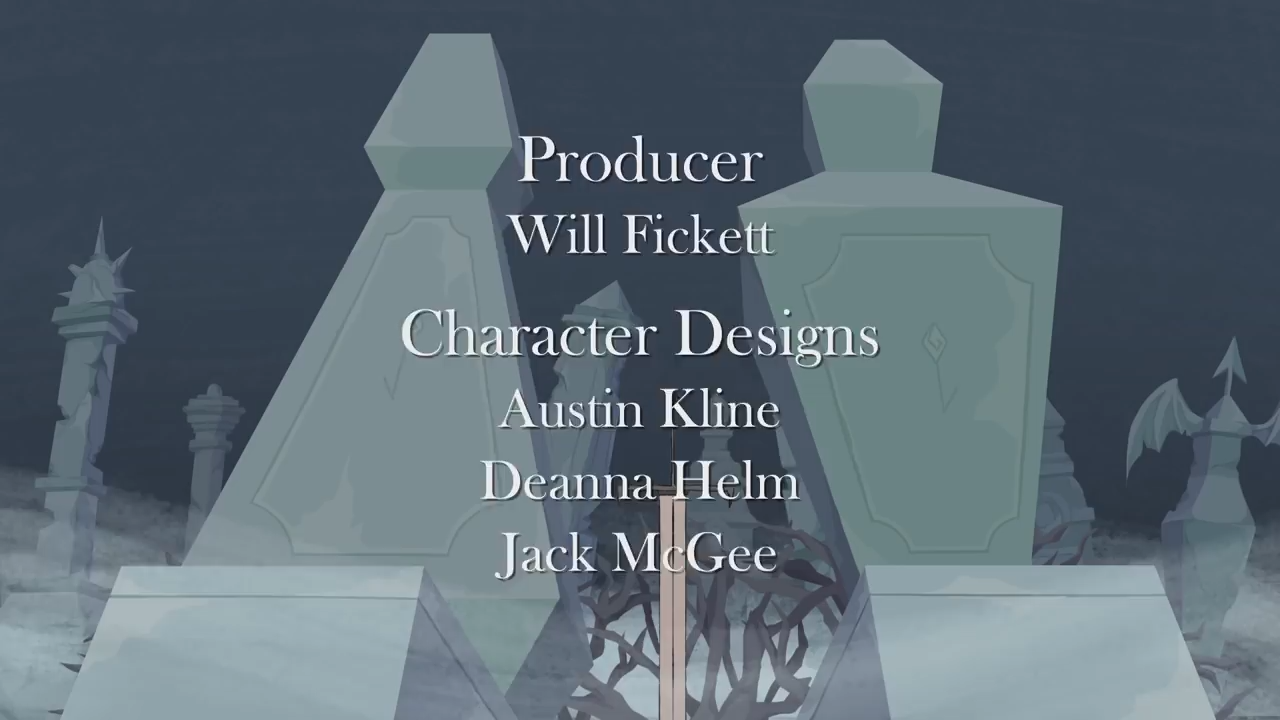 Producer
Will Fickett
Character Designs
Austin Kline
Deanna Helm
Jack McGee